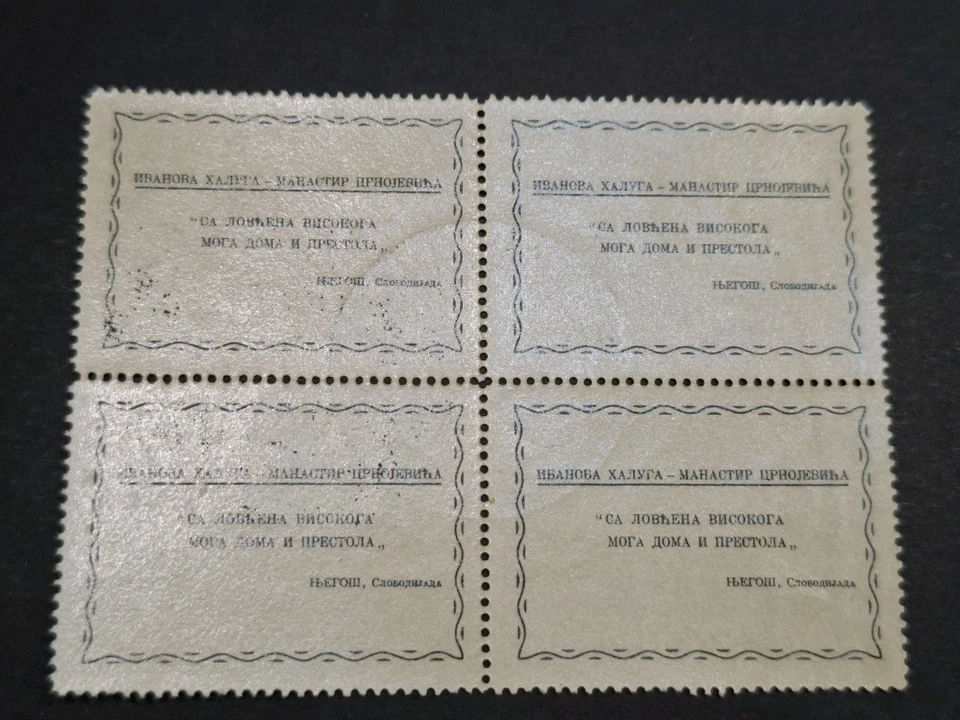 ИВАНОВА ХАЛУГА – МАНАСТИР ЦРНОЈЕВИЋА
“СА ЛОВЋЕНА ВИСОКОГА
МОГА ДОМА И ПРЕСТОЛА„
ЊЕГОШ, Слободијада
ИВАНОВА ХАЛУГА – МАНАСТИР ЦРНОЈЕВИЋА
“СА ЛОВЋЕНА ВИСОКОГА
МОГА ДОМА И ПРЕСТОЛА„
ЊЕГОШ, Слободијада
ИВАНОВА ХАЛУГА – МАНАСТИР ЦРНОЈЕВИЋА
“СА ЛОВЋЕНА ВИСОКОГА
МОГА ДОМА И ПРЕСТОЛА„
ЊЕГОШ, Слободијада
ИВАНОВА ХАЛУГА – МАНАСТИР ЦРНОЈЕВИЋА
“СА ЛОВЋЕНА ВИСОКОГА
МОГА ДОМА И ПРЕСТОЛА„
ЊЕГОШ, Слободијада